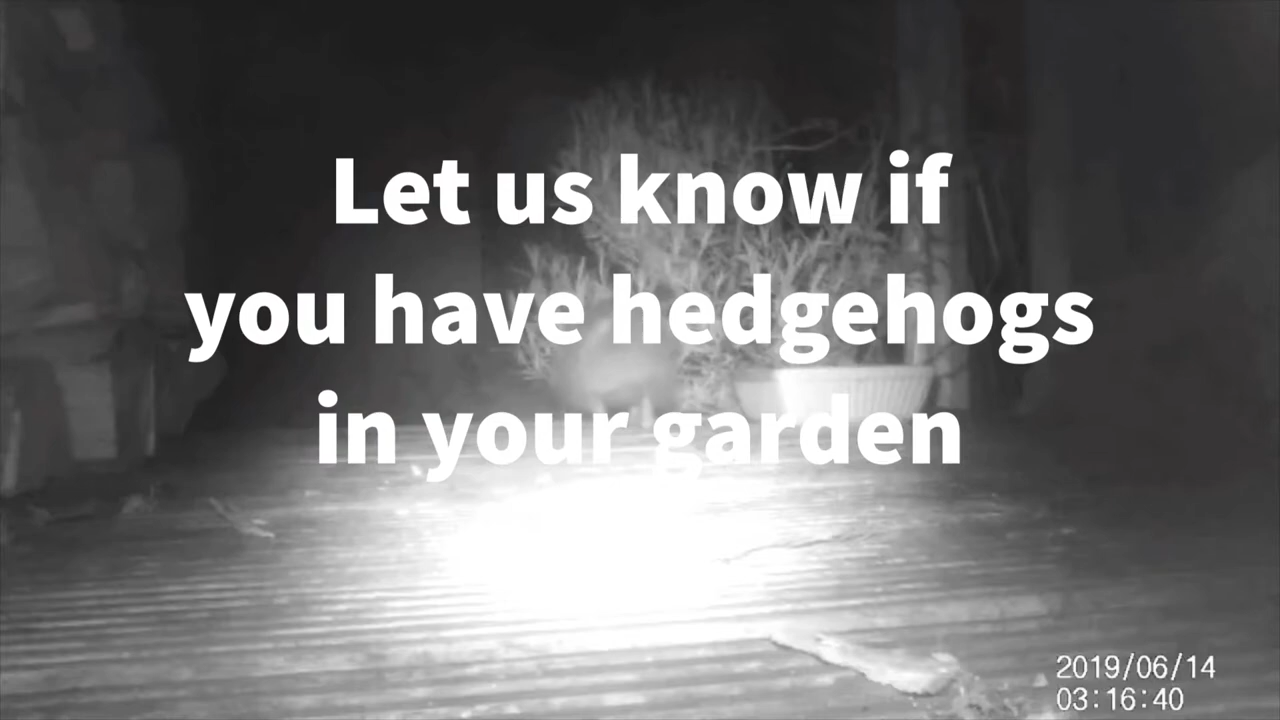 Let us know if
you have hedgehogs
in your garden
2019/06/14
03:16:40